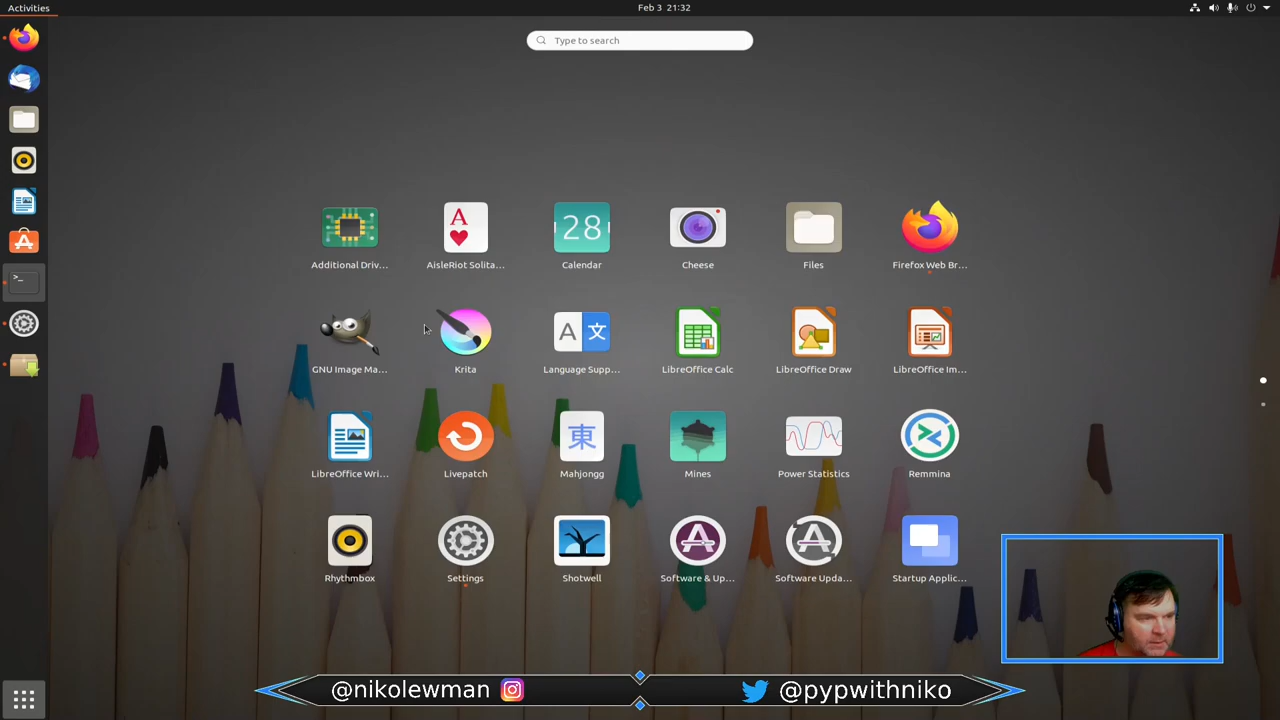 Activities
Feb 3 21:32
Type to search
Additional Driv...
AisleRiot Solita...
28
Calendar
Cheese
Files
Firefox Web Br...
GNU Image Ma...
Krita
A 文
Language Supp...
LibreOffice Calc
LibreOffice Draw
LibreOffice Im...
LibreOffice Wri...
Livepatch
東
Mahjongg
Mines
Power Statistics
Remmina
Rhythmbox
Settings
Shotwell
Software & Up...
Software Upda...
Startup Applic...
@nikolewman
@pypwithniko